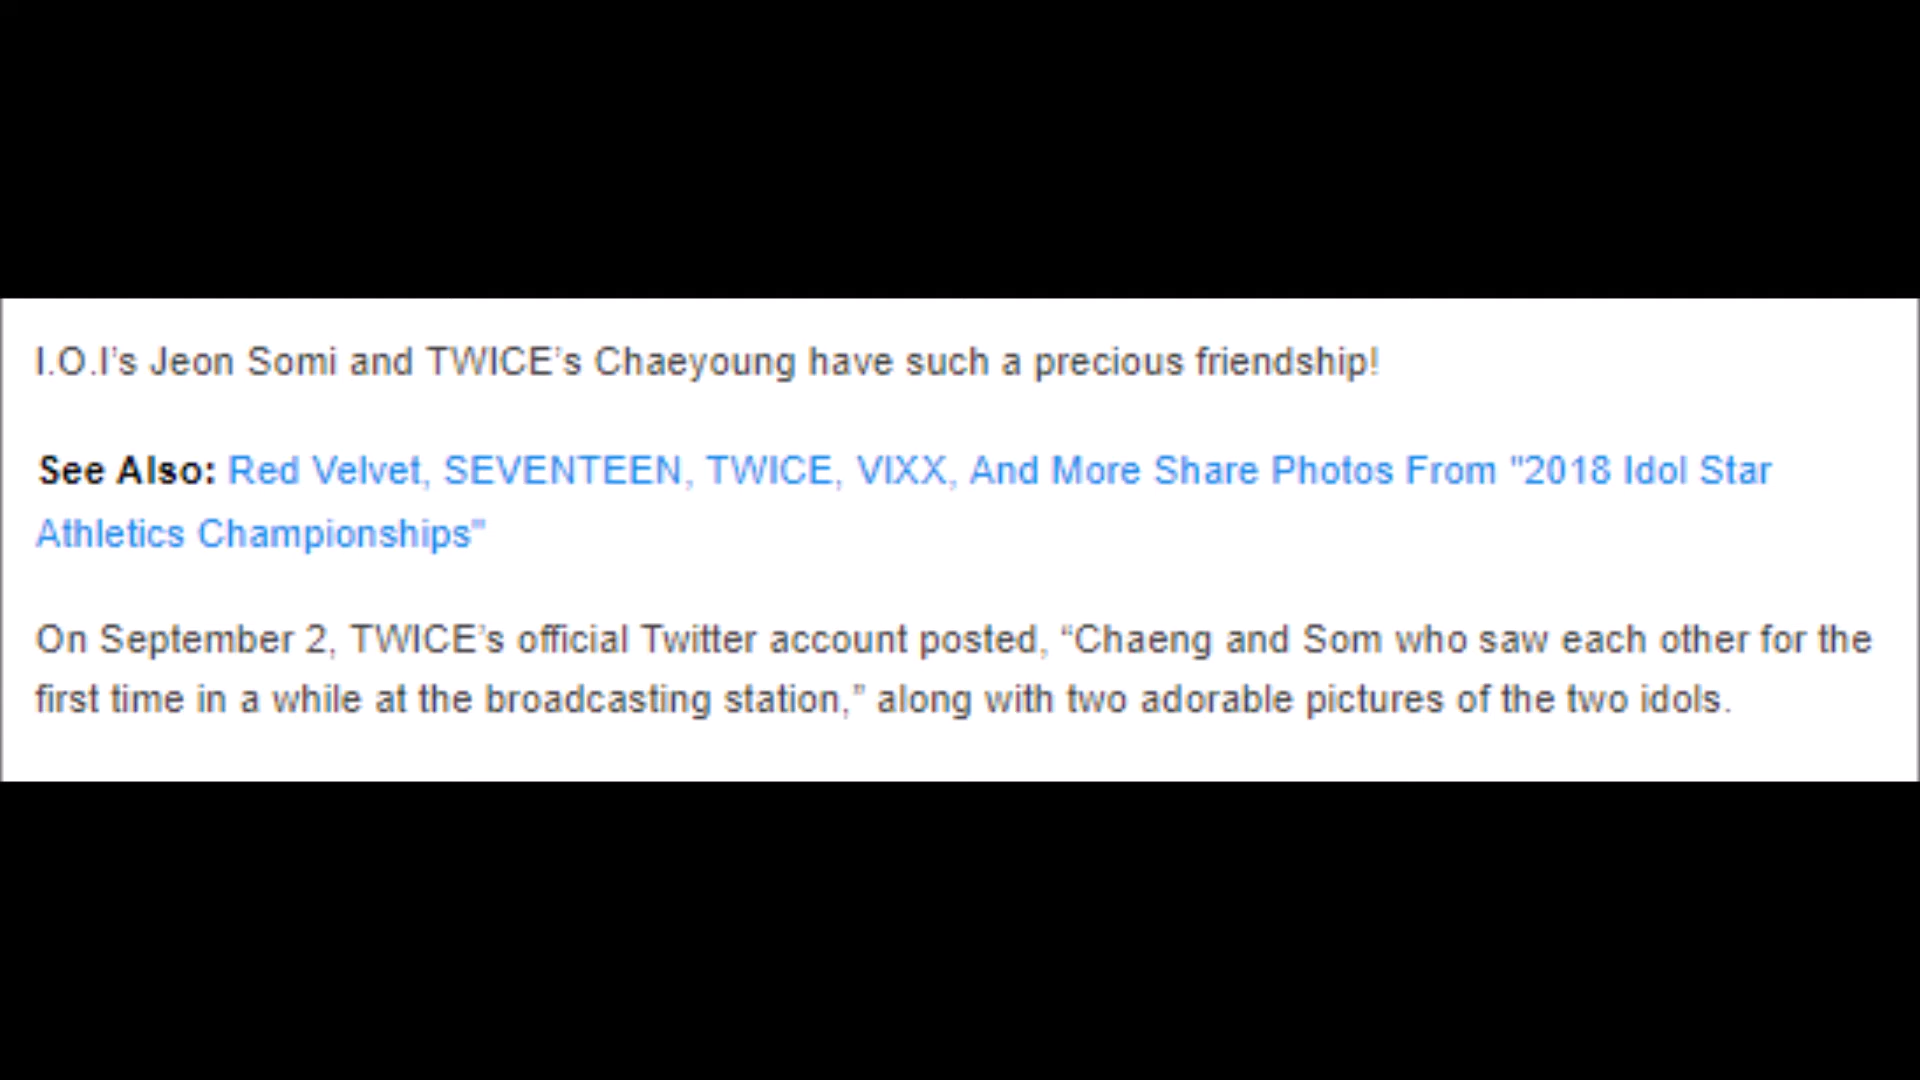 I.O.I’s Jeon Somi and TWICE’s Chaeyoung have such a precious friendship!
See Also: Red Velvet, SEVENTEEN, TWICE, VIXX, And More Share Photos From "2018 Idol Star
Athletics Championships"
On September 2, TWICE’s official Twitter account posted, “Chaeng and Som who saw each other for the
first time in a while at the broadcasting station,” along with two adorable pictures of the two idols.